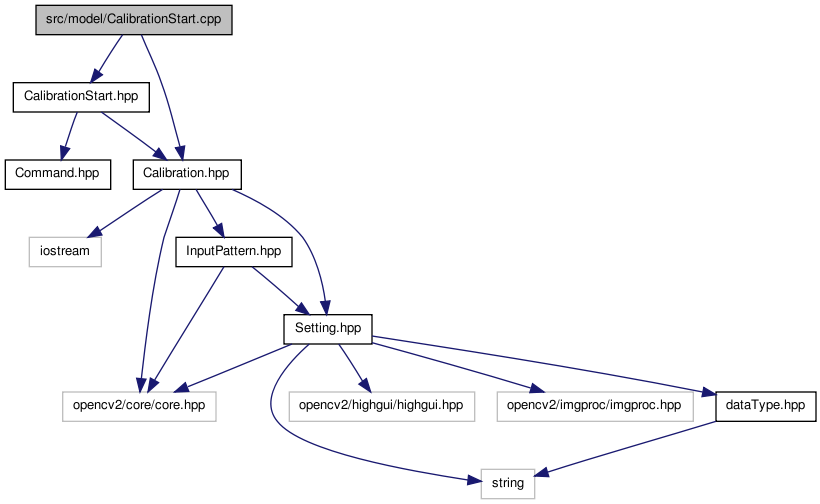 src/model/CalibrationStart.cpp
CalibrationStart.hpp
Command.hpp
Calibration.hpp
iostream
InputPattern.hpp
Setting.hpp
opencv2/core/core.hpp
opencv2/highgui/highgui.hpp
opencv2/imgproc/imgproc.hpp
dataType.hpp
string